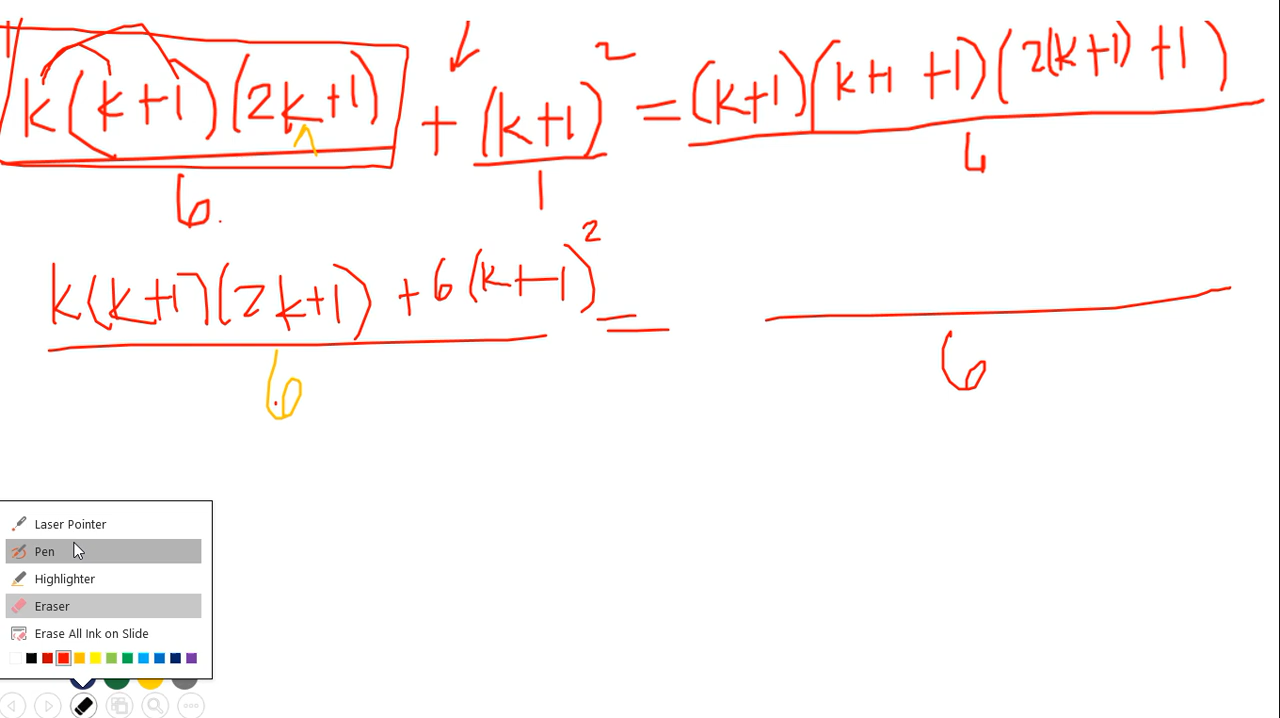 k(k+1)(2k+1)/6 + (k+1)²/1 = (k+1)(k+1+1)(2(k+1)+1)/6
k(k+1)(2k+1)+6(k+1)²/6 = /6
Laser Pointer
Pen
Highlighter
Eraser
Erase All Ink on Slide